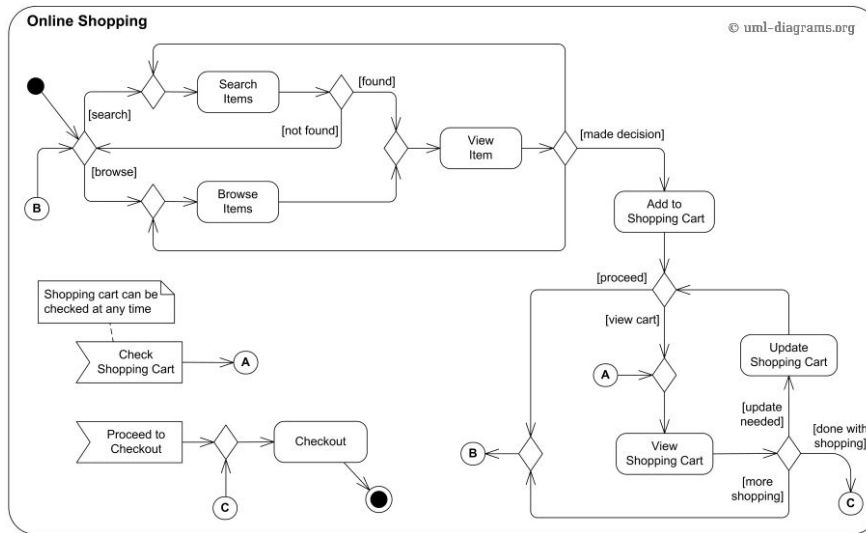 Online Shopping
© uml-diagrams.org
Search
Items
[found]
[search]
[not found]
[made decision]
View
Item
[browse]
B
Browse
Items
Add to
Shopping Cart
Shopping cart can be
checked at any time
[proceed]
[view cart]
Check
Shopping Cart
A
A
Update
Shopping Cart
[update
needed]
[done with
shopping]
Proceed to
Checkout
Checkout
B
View
Shopping Cart
[more
shopping]
C
C